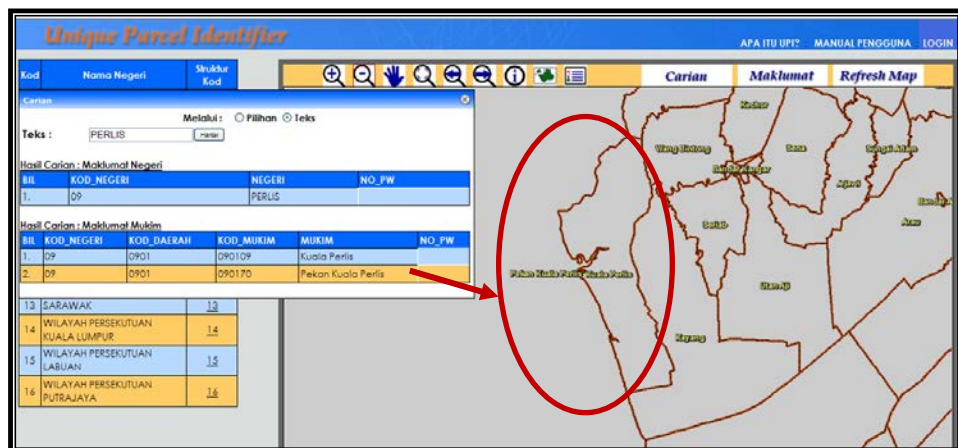 Unique Parcel Identifier
APA ITU UPI? MANUAL PENGGUNA LOGIN
Kod Nama Negeri Struktur Kod
Carian Maklumat Refresh Map
Carian
Melalui : Pilihan Teks
Teks : PERLIS Hantar
Hasil Carian : Maklumat Negeri
BIL KOD_NEGERI NEGERI NO_PW
1. 09 PERLIS
Hasil Carian : Maklumat Mukim
BIL KOD_NEGERI KOD_DAERAH KOD_MUKIM MUKIM NO_PW
1. 09 0901 090109 Kuala Perlis
2. 09 0901 090170 Pekan Kuala Perlis
13 SARAWAK 13
14 WILAYAH PERSEKUTUAN KUALA LUMPUR 14
15 WILAYAH PERSEKUTUAN LABUAN 15
16 WILAYAH PERSEKUTUAN PUTRAJAYA 16
Kechor
Wang Bintong
Sena
Sungai Adam
Bandar Kangar
Seriab
Arau
Pekan Kuala Perlis Kuala Perlis
Utan Aji
Kayang